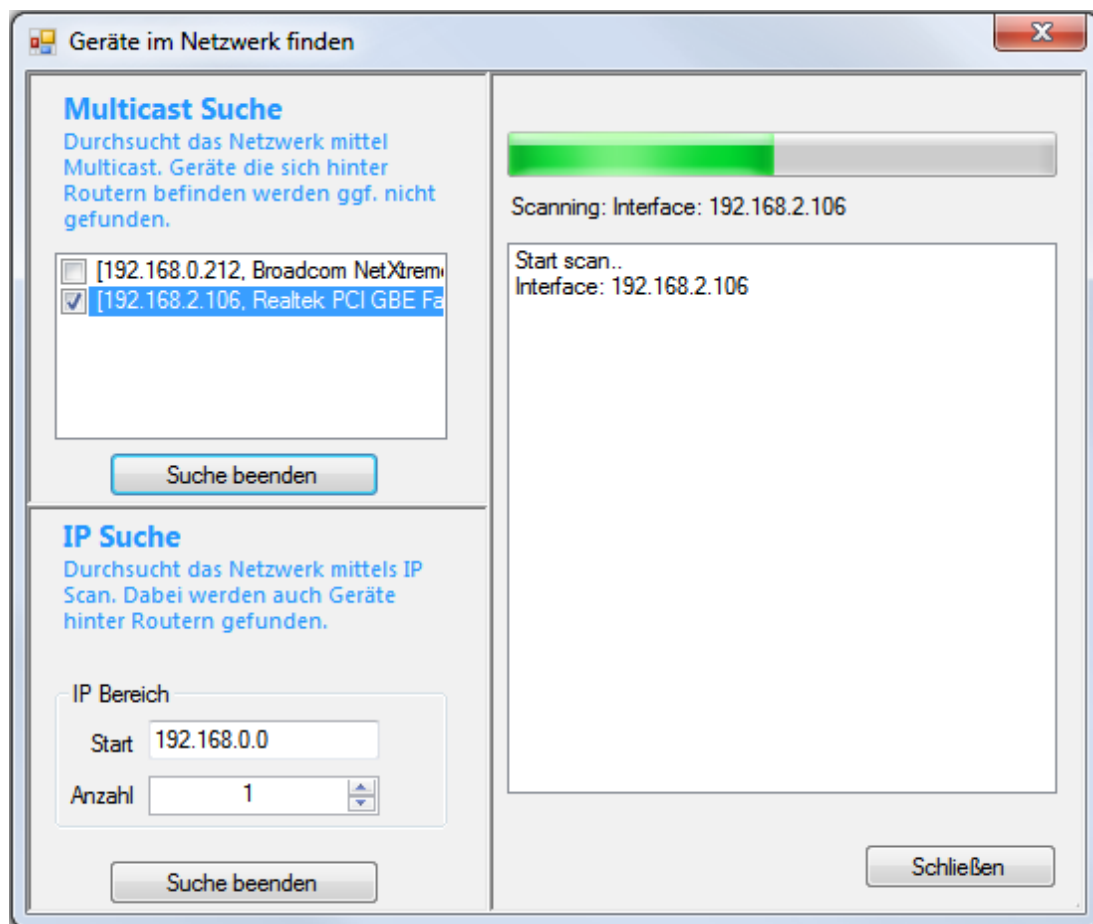 Geräte im Netzwerk finden
Multicast Suche
Durchsucht das Netzwerk mittel
Multicast. Geräte die sich hinter
Routern befinden werden ggf. nicht
gefunden.
[192.168.0.212, Broadcom NetXtreme
[192.168.2.106, Realtek PCI GBE Fa
Suche beenden
IP Suche
Durchsucht das Netzwerk mittels IP
Scan. Dabei werden auch Geräte
hinter Routern gefunden.
IP Bereich
Start 192.168.0.0
Anzahl 1
Suche beenden
Scanning: Interface: 192.168.2.106
Start scan..
Interface: 192.168.2.106
Schließen